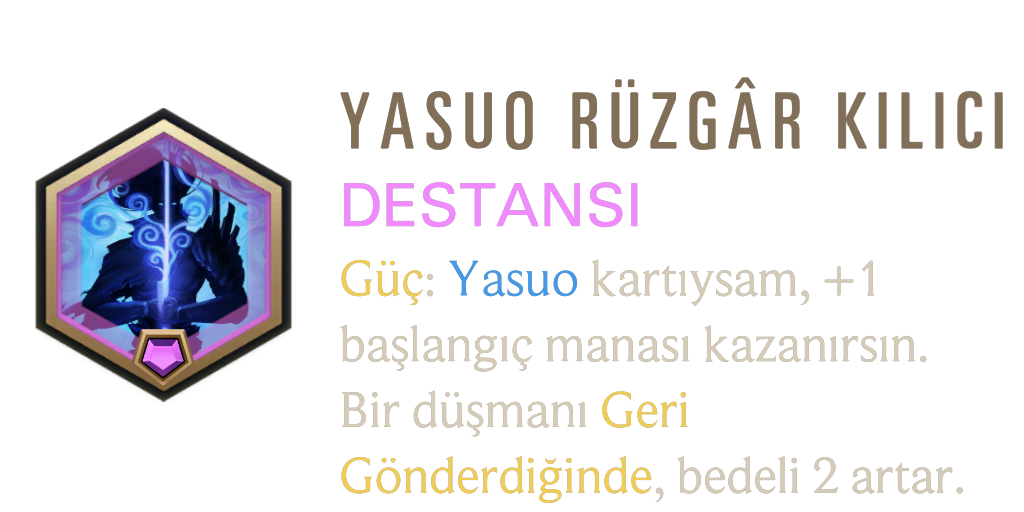 YASUO RÜZGÂR KILICI
DESTANSI
Güç: Yasuo kartıysam, +1
başlangıç manası kazanırsın.
Bir düşmanı Geri
Gönderdiğinde, bedeli 2 artar.